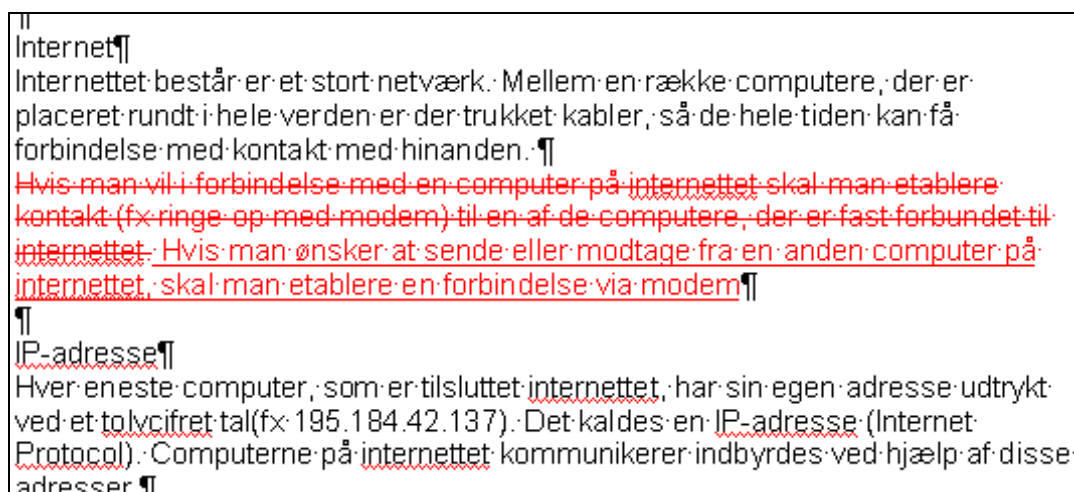 ¶
Internet¶
Internettet·består·er·et·stort·netværk.·Mellem·en·række·computere,·der·er·
placeret·rundt·i·hele·verden·er·der·trukket·kabler,·så·de·hele·tiden·kan·få·
forbindelse·med·kontakt·med·hinanden.·¶
Hvis·man·vil·i·forbindelse·med·en·computer·på·internettet·skal·man·etablere·
kontakt·(fx·ringe·op·med·modem)·til·en·af·de·computere,·der·er·fast·forbundet·til·
internettet.·Hvis·man·ønsker·at·sende·eller·modtage·fra·en·anden·computer·på·
internettet,·skal·man·etablere·en·forbindelse·via·modem¶
¶
IP-adresse¶
Hver·eneste·computer,·som·er·tilsluttet·internettet,·har·sin·egen·adresse·udtrykt·
ved·et·tolvcifret·tal(fx·195.184.42.137).·Det·kaldes·en·IP-adresse·(Internet·
Protocol).·Computerne·på·internettet·kommunikerer·indbyrdes·ved·hjælp·af·disse·
adresser.¶